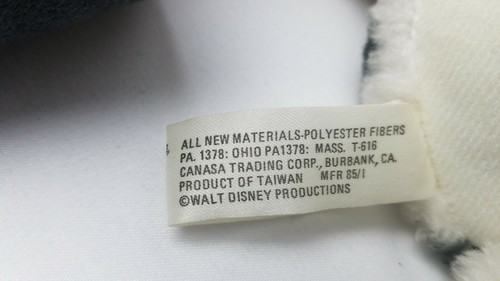 ALL NEW MATERIALS-POLYESTER FIBERS
PA. 1378: OHIO PA1378: MASS. T-616
CANASA TRADING CORP., BURBANK, CA.
PRODUCT OF TAIWAN MFR 85/1
©WALT DISNEY PRODUCTIONS